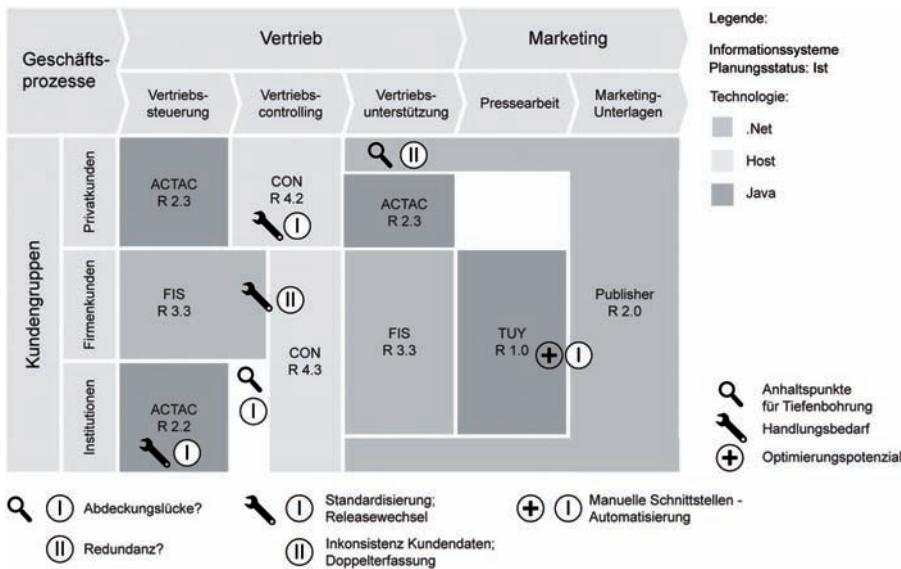 Geschäfts-
prozesse
Vertrieb
Marketing
Vertriebs-
steuerung
Vertriebs-
controlling
Vertriebs-
unterstützung
Pressearbeit
Marketing-
Unterlagen
Legende:
Informationssysteme
Planungsstatus: Ist
Technologie:
.Net
Host
Java
Kundengruppen
Privatkunden
ACTAC
R 2.3
CON
R 4.2
I
II
ACTAC
R 2.3
Firmenkunden
FIS
R 3.3
II
CON
R 4.3
FIS
R 3.3
TUY
R 1.0
I
Publisher
R 2.0
Institutionen
ACTAC
R 2.2
I
I
Anhaltspunkte
für Tiefenbohrung
Handlungsbedarf
Optimierungspotenzial
I Abdeckungslücke?
II Redundanz?
I Standardisierung;
Releasewechsel
II Inkonsistenz Kundendaten;
Doppelterfassung
I Manuelle Schnittstellen -
Automatisierung